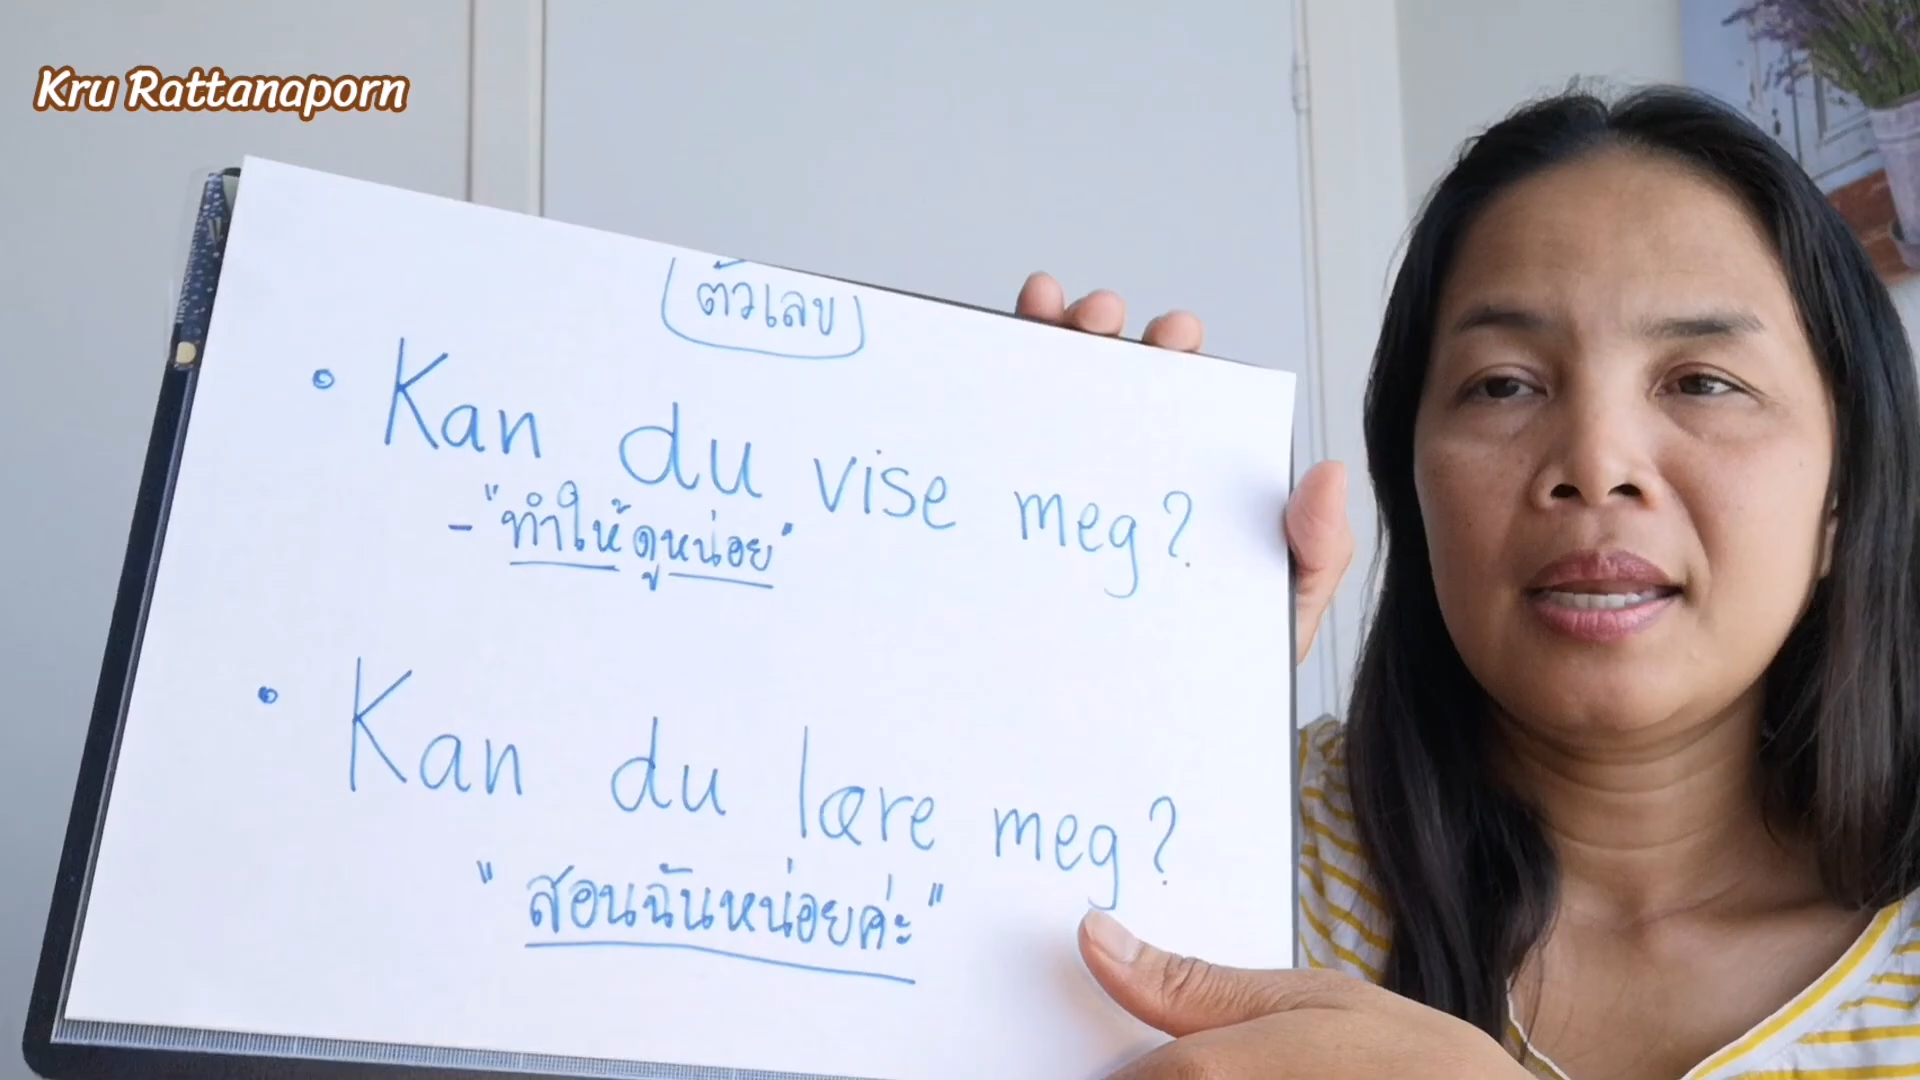 Kru Rattanaporn
ตัวเลข
• Kan du vise meg?
- "ทำให้ดูหน่อย"
• Kan du lære meg?
"สอนฉันหน่อยค่ะ"